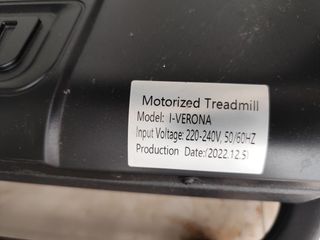 Motorized Treadmill
Model: I-VERONA
Input Voltage: 220-240V, 50/60HZ
Production Date:(2022.12.5)